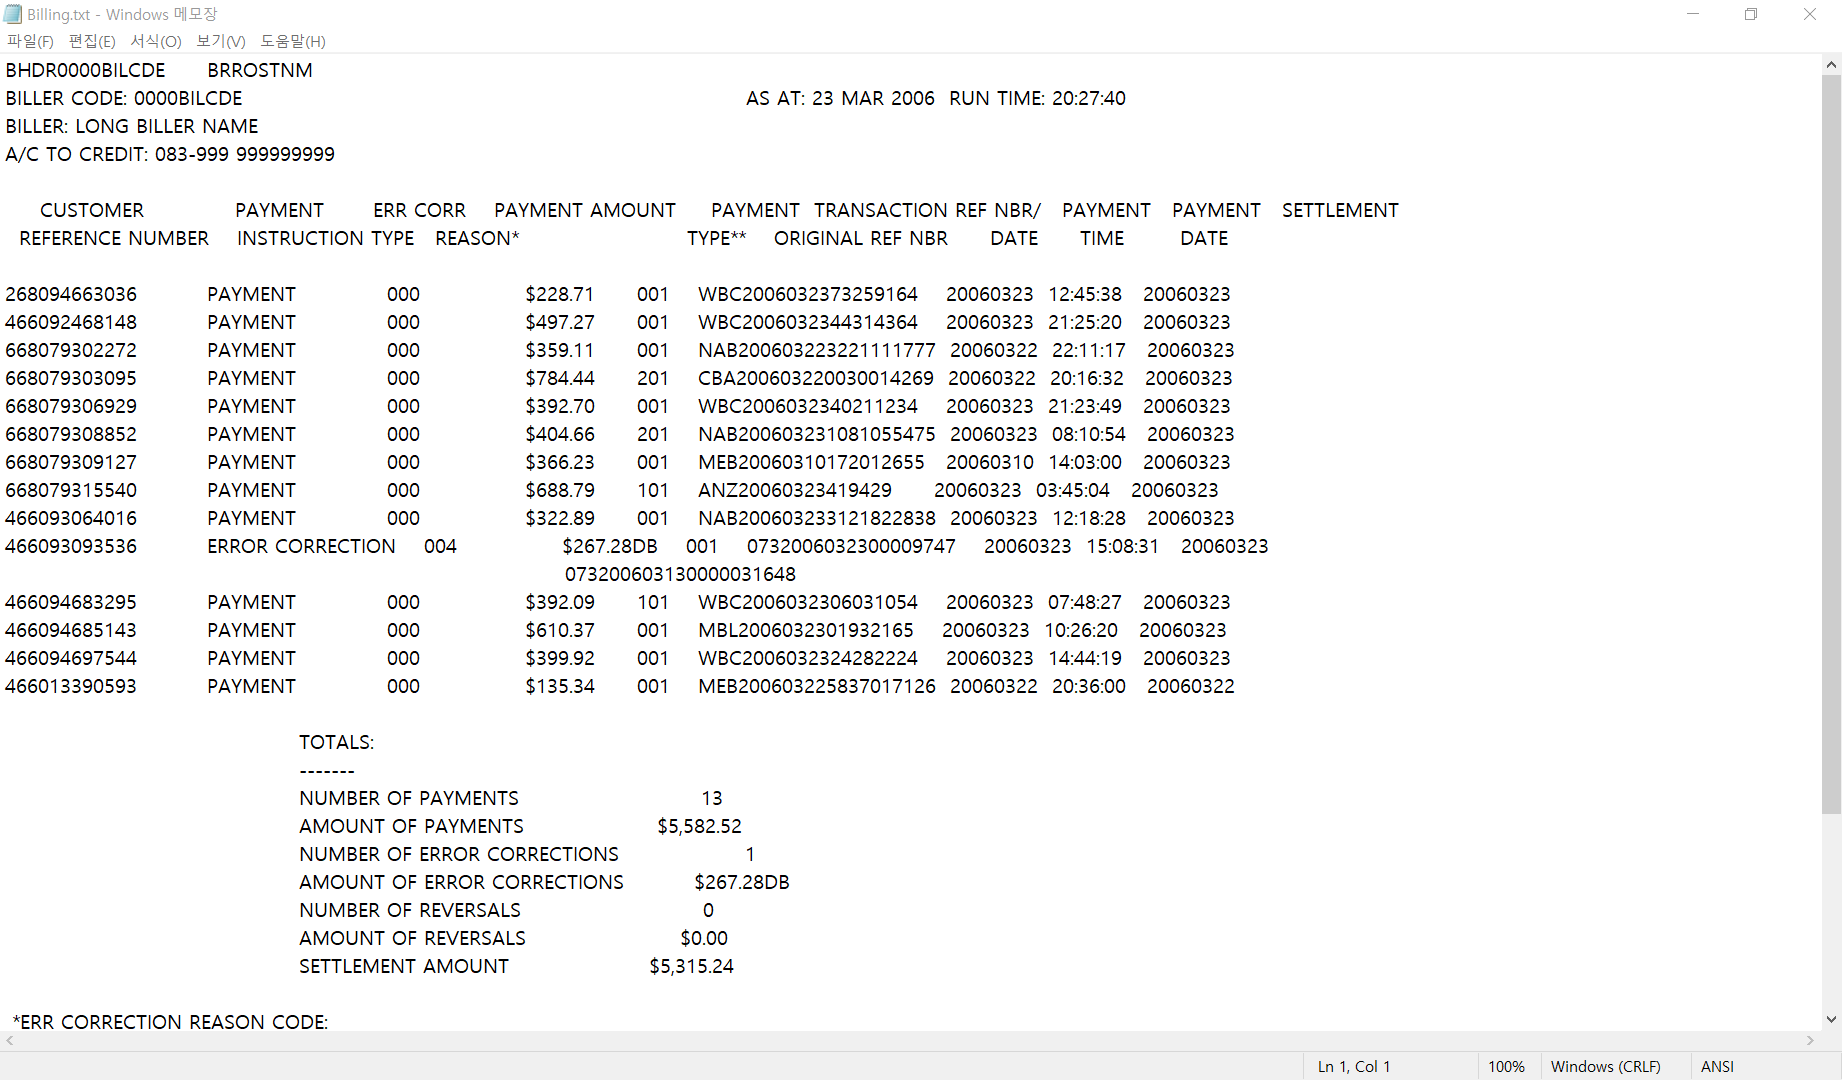 Billing.txt - Windows 메모장
파일(F) 편집(E) 서식(O) 보기(V) 도움말(H)
BHDR0000BILCDE BRROSTNM
BILLER CODE: 0000BILCDE AS AT: 23 MAR 2006 RUN TIME: 20:27:40
BILLER: LONG BILLER NAME
A/C TO CREDIT: 083-999 999999999
CUSTOMER PAYMENT ERR CORR PAYMENT AMOUNT PAYMENT TRANSACTION REF NBR/ PAYMENT PAYMENT SETTLEMENT
REFERENCE NUMBER INSTRUCTION TYPE REASON* TYPE** ORIGINAL REF NBR DATE TIME DATE
268094663036 PAYMENT 000 $228.71 001 WBC2006032373259164 20060323 12:45:38 20060323
466092468148 PAYMENT 000 $497.27 001 WBC2006032344314364 20060323 21:25:20 20060323
668079302272 PAYMENT 000 $359.11 001 NAB200603223221111777 20060322 22:11:17 20060323
668079303095 PAYMENT 000 $784.44 201 CBA200603220030014269 20060322 20:16:32 20060323
668079306929 PAYMENT 000 $392.70 001 WBC2006032340211234 20060323 21:23:49 20060323
668079308852 PAYMENT 000 $404.66 201 NAB200603231081055475 20060323 08:10:54 20060323
668079309127 PAYMENT 000 $366.23 001 MEB20060310172012655 20060310 14:03:00 20060323
668079315540 PAYMENT 000 $688.79 101 ANZ20060323419429 20060323 03:45:04 20060323
466093064016 PAYMENT 000 $322.89 001 NAB200603233121822838 20060323 12:18:28 20060323
466093093536 ERROR CORRECTION 004 $267.28DB 001 0732006032300009747 20060323 15:08:31 20060323
073200603130000031648
466094683295 PAYMENT 000 $392.09 101 WBC2006032306031054 20060323 07:48:27 20060323
466094685143 PAYMENT 000 $610.37 001 MBL2006032301932165 20060323 10:26:20 20060323
466094697544 PAYMENT 000 $399.92 001 WBC2006032324282224 20060323 14:44:19 20060323
466013390593 PAYMENT 000 $135.34 001 MEB200603225837017126 20060322 20:36:00 20060322
TOTALS:
-------
NUMBER OF PAYMENTS 13
AMOUNT OF PAYMENTS $5,582.52
NUMBER OF ERROR CORRECTIONS 1
AMOUNT OF ERROR CORRECTIONS $267.28DB
NUMBER OF REVERSALS 0
AMOUNT OF REVERSALS $0.00
SETTLEMENT AMOUNT $5,315.24
*ERR CORRECTION REASON CODE:
Ln 1, Col 1 100% Windows (CRLF) ANSI